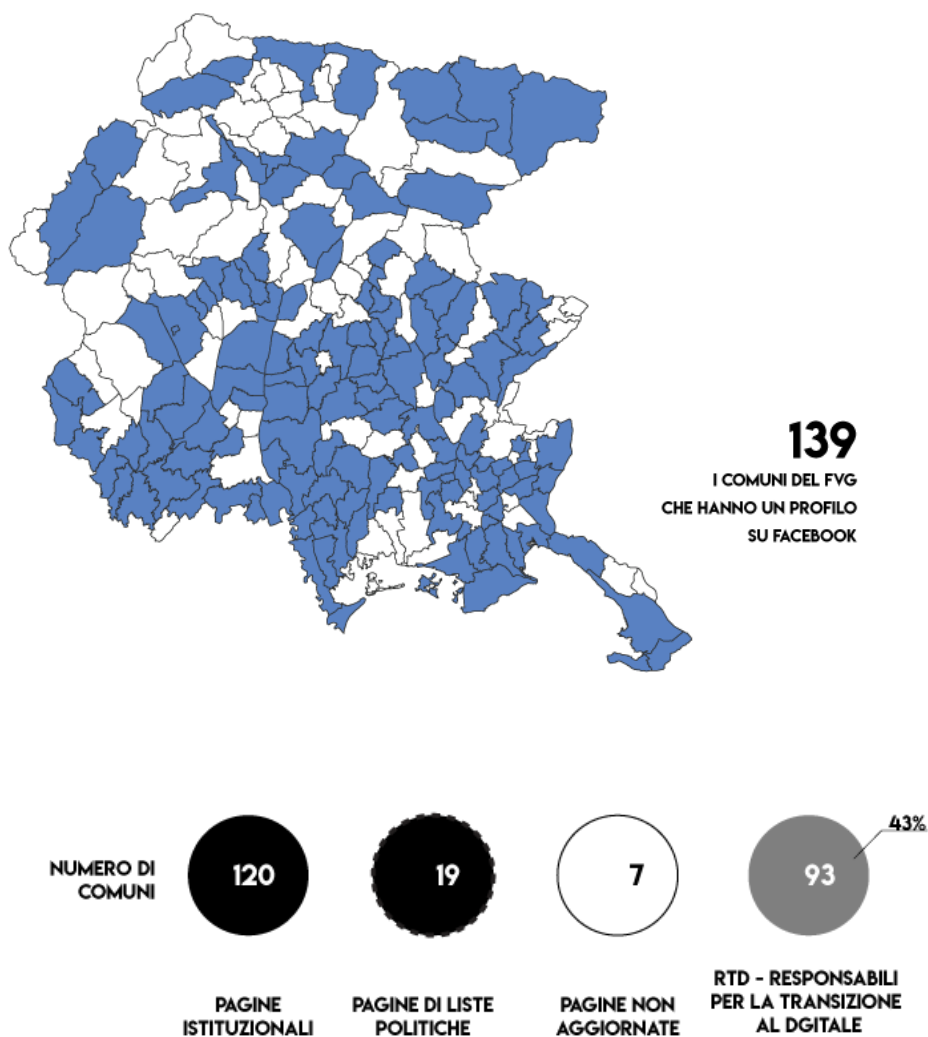 139
I COMUNI DEL FVG
CHE HANNO UN PROFILO
SU FACEBOOK
43%
NUMERO DI
COMUNI
120
19
7
93
PAGINE
ISTITUZIONALI
PAGINE DI LISTE
POLITICHE
PAGINE NON
AGGIORNATE
RTD - RESPONSABILI
PER LA TRANSIZIONE
AL DGITALE